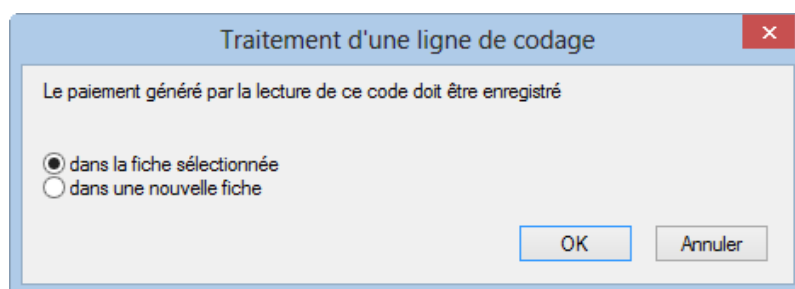 Traitement d'une ligne de codage
Le paiement généré par la lecture de ce code doit être enregistré
dans la fiche sélectionnée
dans une nouvelle fiche
OK Annuler